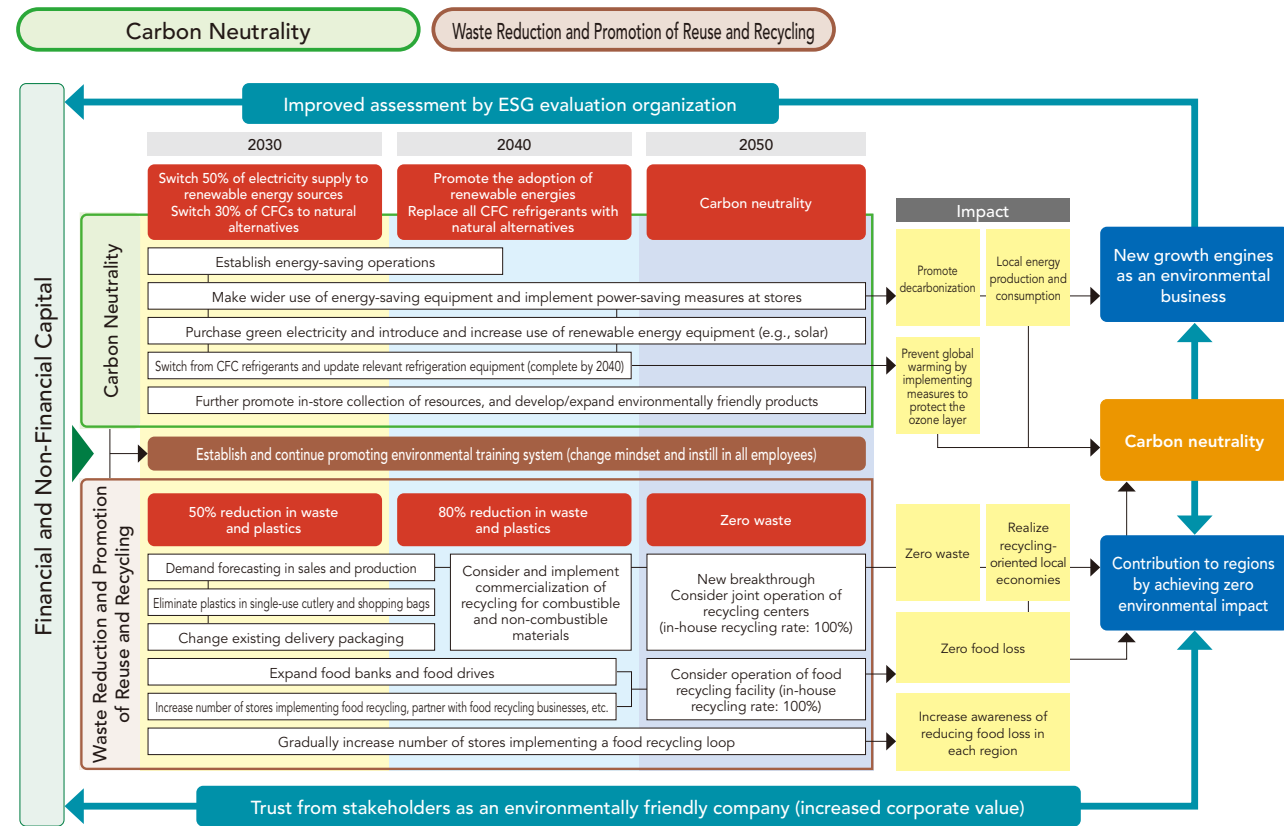 Carbon Neutrality
Waste Reduction and Promotion of Reuse and Recycling
Financial and Non-Financial Capital
Improved assessment by ESG evaluation organization
2030
2040
2050
Switch 50% of electricity supply to
renewable energy sources
Switch 30% of CFCs to natural
alternatives
Promote the adoption of
renewable energies
Replace all CFC refrigerants with
natural alternatives
Carbon neutrality
Impact
Carbon Neutrality
Establish energy-saving operations
Make wider use of energy-saving equipment and implement power-saving measures at stores
Purchase green electricity and introduce and increase use of renewable energy equipment (e.g., solar)
Switch from CFC refrigerants and update relevant refrigeration equipment (complete by 2040)
Further promote in-store collection of resources, and develop/expand environmentally friendly products
Promote
decarbonization
Local energy
production and
consumption
Prevent global
warming by
implementing
measures to
protect the
ozone layer
New growth engines
as an environmental
business
Carbon neutrality
Establish and continue promoting environmental training system (change mindset and instill in all employees)
Waste Reduction and Promotion
of Reuse and Recycling
50% reduction in waste
and plastics
80% reduction in waste
and plastics
Zero waste
Demand forecasting in sales and production
Eliminate plastics in single-use cutlery and shopping bags
Change existing delivery packaging
Consider and implement
commercialization of
recycling for combustible
and non-combustible
materials
New breakthrough
Consider joint operation of
recycling centers
(in-house recycling rate: 100%)
Expand food banks and food drives
Increase number of stores implementing food recycling, partner with food recycling businesses, etc.
Consider operation of food
recycling facility (in-house
recycling rate: 100%)
Gradually increase number of stores implementing a food recycling loop
Zero waste
Realize
recycling-
oriented local
economies
Zero food loss
Increase awareness of
reducing food loss in
each region
Contribution to regions
by achieving zero
environmental impact
Trust from stakeholders as an environmentally friendly company (increased corporate value)